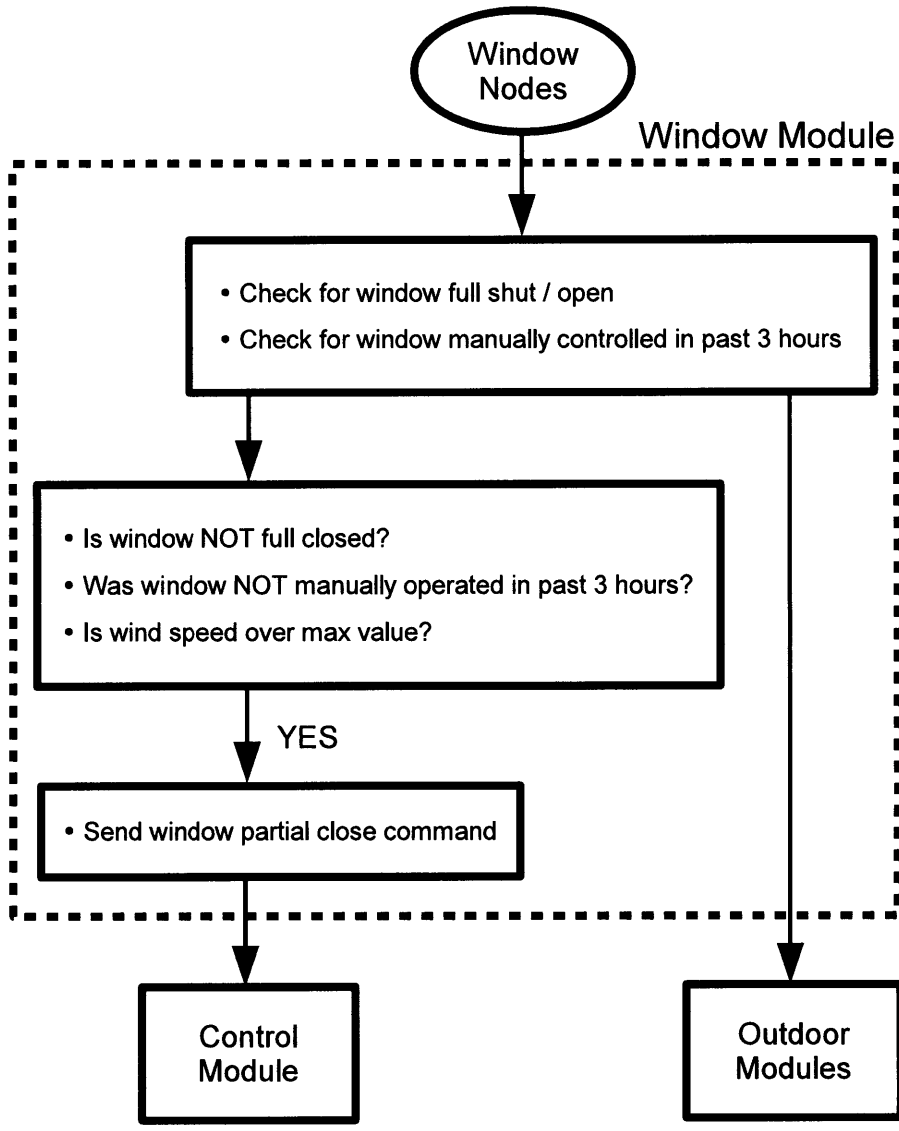 Window
Nodes
Window Module
• Check for window full shut / open
• Check for window manually controlled in past 3 hours
• Is window NOT full closed?
• Was window NOT manually operated in past 3 hours?
• Is wind speed over max value?
YES
• Send window partial close command
Control
Module
Outdoor
Modules